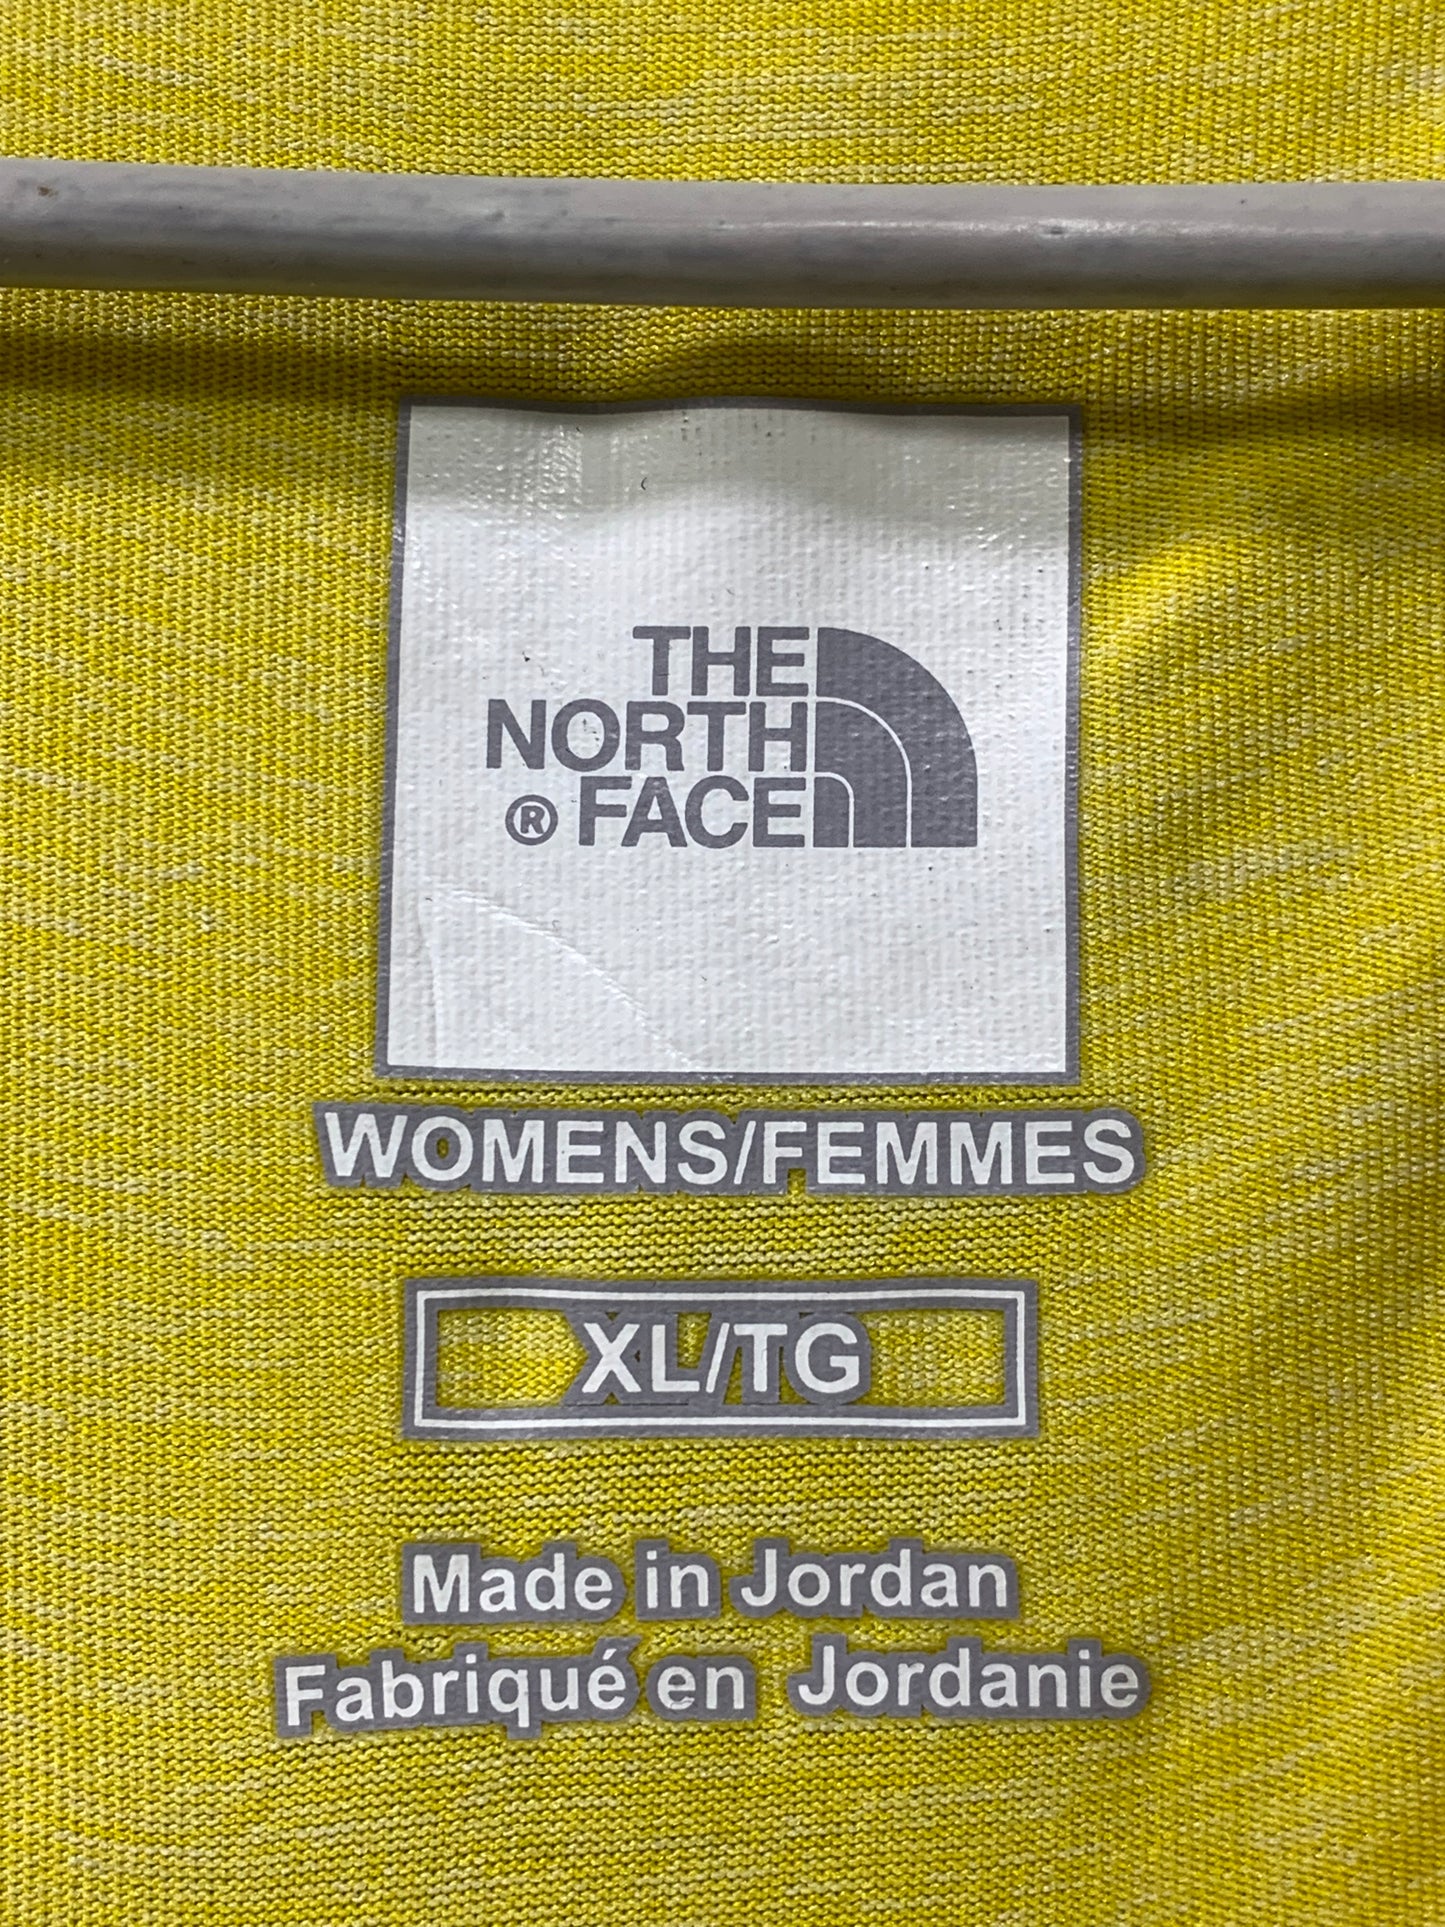 THE
NORTH
® FACE
WOMENS/FEMMES
XL/TG
Made in Jordan
Fabriqué en Jordanie